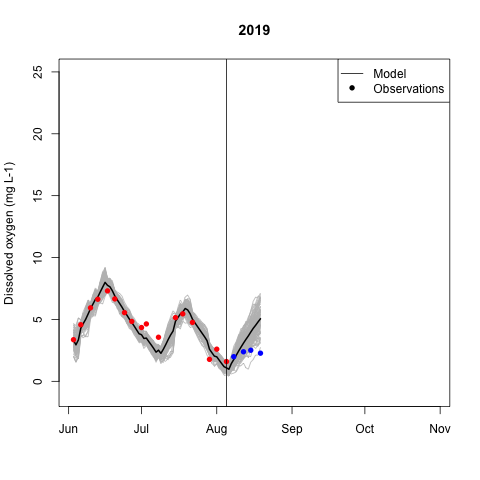 2019
Model
Observations
Dissolved oxygen (mg L-1)
25
20
15
10
5
0
Jun Jul Aug Sep Oct Nov